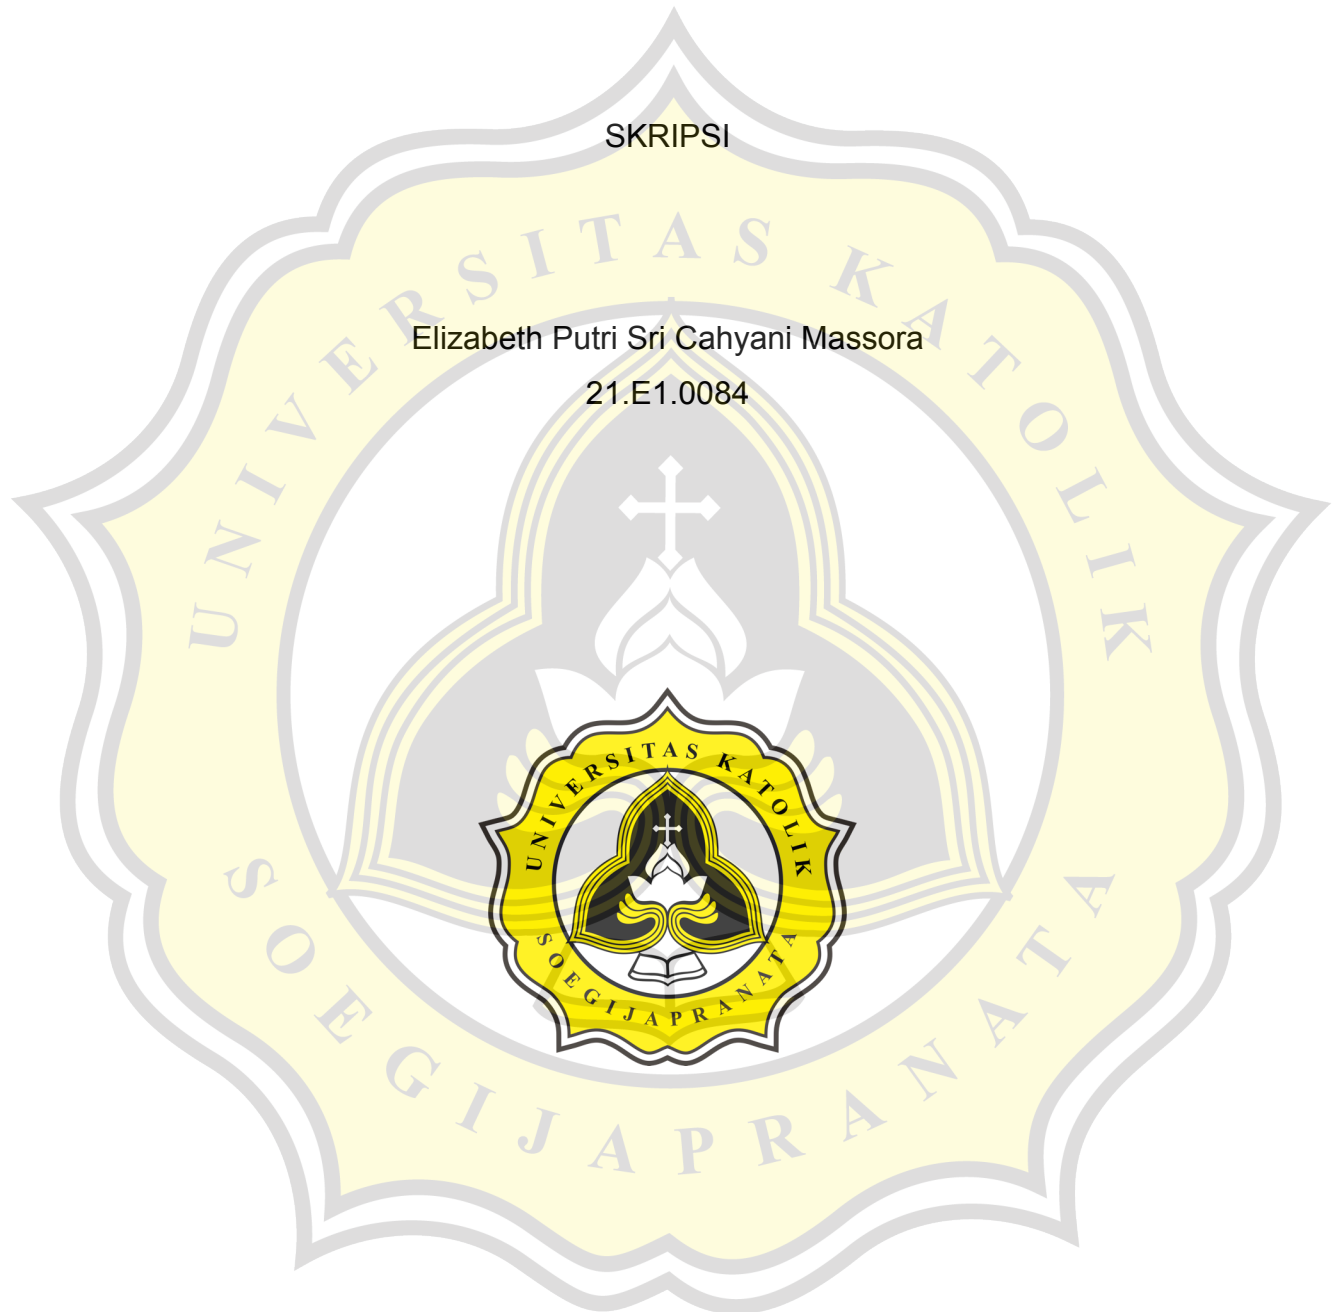 SKRIPSI
Elizabeth Putri Sri Cahyani Massora
21.E1.0084
UNIVERSITAS KATOLIK
SOEGIJAPRANATA
UNIVERSITAS KATOLIK
SOEGIJAPRANATA